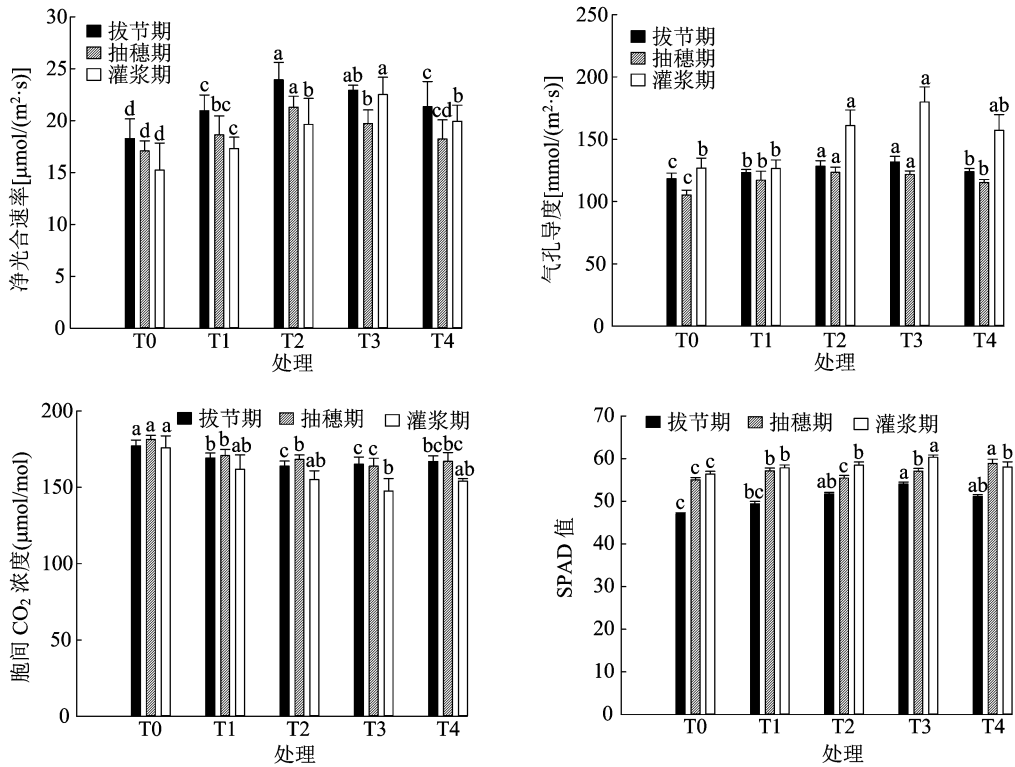 净光合速率[μmol/(m²·s)]
30
25
20
15
10
5
0
拔节期
抽穗期
灌浆期
d d d
c bc c
a a b
ab b a
c cd b
T0 T1 T2 T3 T4
处理
气孔导度[mmol/(m²·s)]
250
200
150
100
50
0
拔节期
抽穗期
灌浆期
c c b
b b b
a a a
a a a
b b ab
T0 T1 T2 T3 T4
处理
胞间 CO₂ 浓度(μmol/mol)
200
150
100
50
0
拔节期 抽穗期 灌浆期
a a a
b b ab
c b ab
c c b
bc bc ab
T0 T1 T2 T3 T4
处理
SPAD 值
70
60
50
40
30
20
10
0
拔节期 抽穗期 灌浆期
c c c
bc b b
ab c b
a b a
ab a b
T0 T1 T2 T3 T4
处理